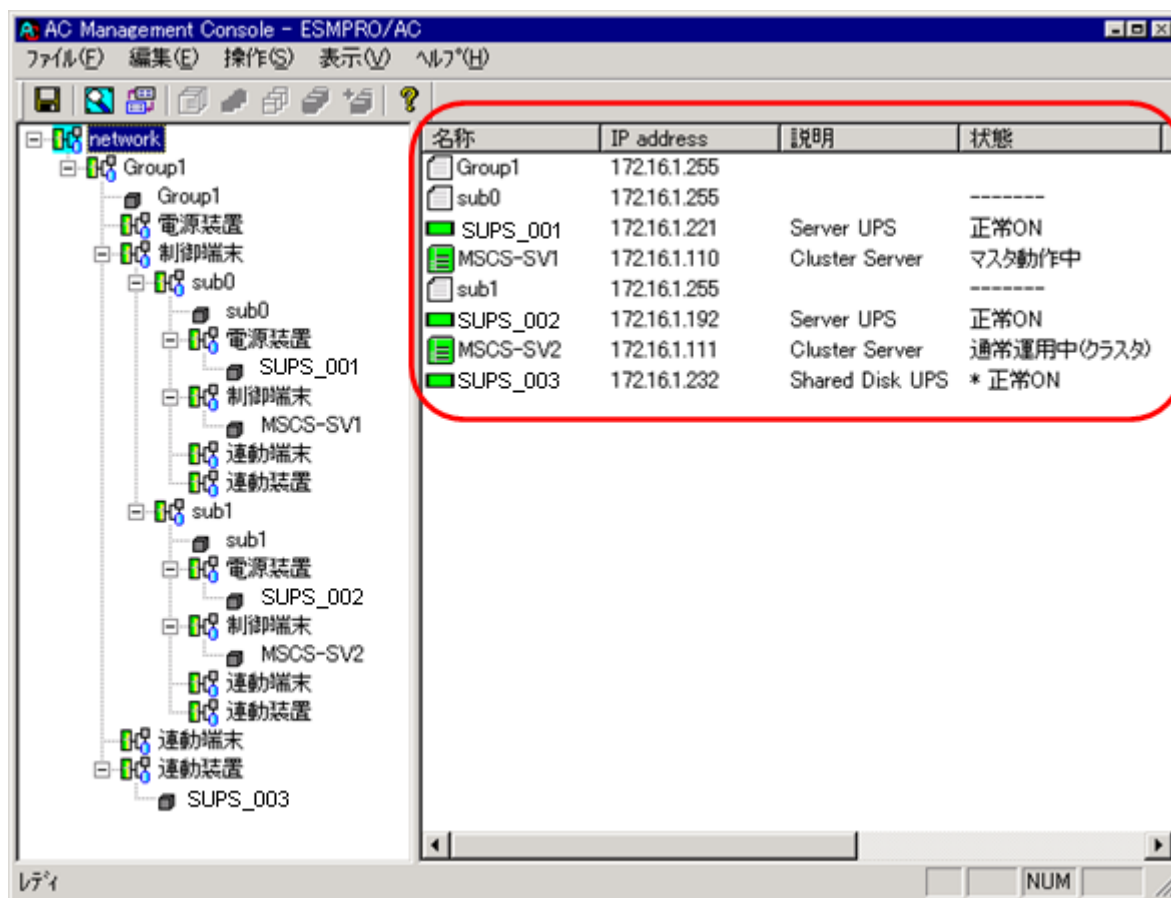 AC Management Console - ESMPRO/AC
ファイル(F) 編集(E) 操作(S) 表示(V) ヘルプ(H)
network
Group1
Group1
電源装置
制御端末
sub0
sub0
電源装置
SUPS_001
制御端末
MSCS-SV1
連動端末
連動装置
sub1
sub1
電源装置
SUPS_002
制御端末
MSCS-SV2
連動端末
連動装置
連動端末
連動装置
SUPS_003
名称 IP address 説明 状態
Group1 172.16.1.255
sub0 172.16.1.255 -------
SUPS_001 172.16.1.221 Server UPS 正常ON
MSCS-SV1 172.16.1.110 Cluster Server マスタ動作中
sub1 172.16.1.255 -------
SUPS_002 172.16.1.192 Server UPS 正常ON
MSCS-SV2 172.16.1.111 Cluster Server 通常運用中(クラスタ)
SUPS_003 172.16.1.232 Shared Disk UPS * 正常ON
レディ NUM